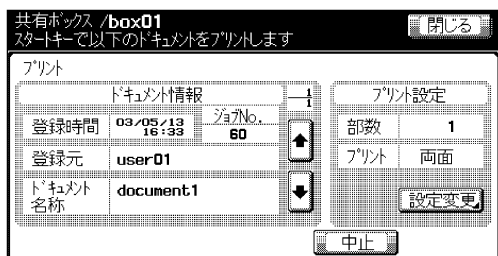 共有ボックス /box01
閉じる
スタートキーで以下のドキュメントをプリントします
プリント
ドキュメント情報
1
1
プリント設定
登録時間 03/05/13 16:33 ジョブNo. 60
部数 1
登録元 user01
プリント 両面
ドキュメント名称 document1
設定変更
中止